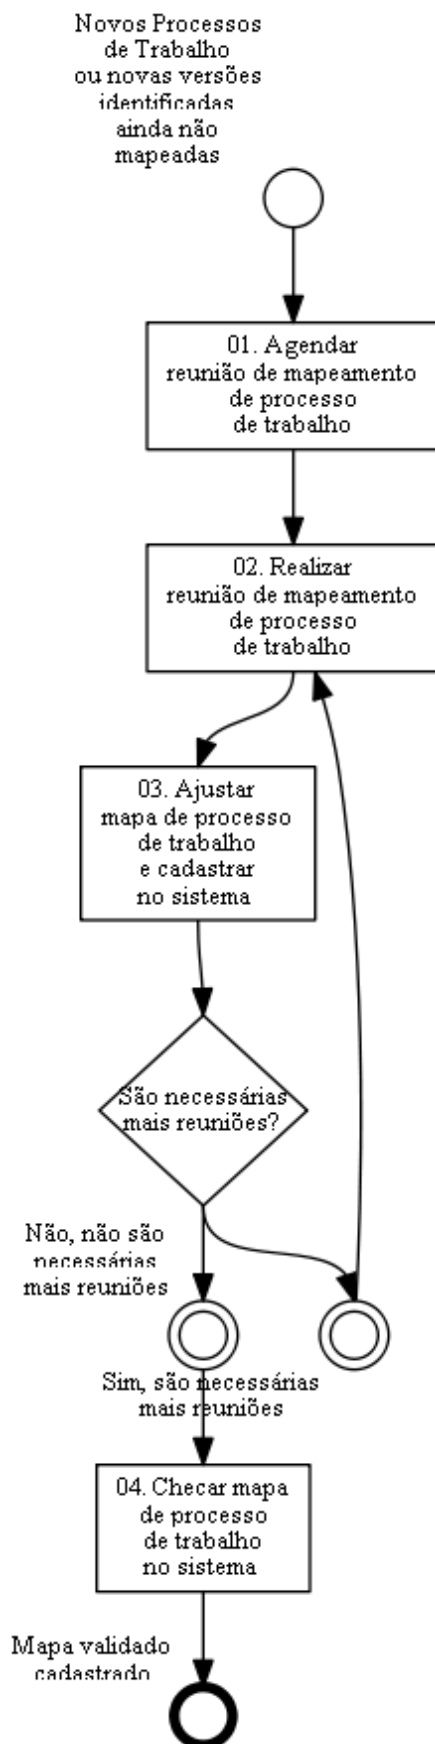 Novos Processos
de Trabalho
ou novas versões
identificadas
ainda não
mapeadas
01. Agendar
reunião de mapeamento
de processo
de trabalho
02. Realizar
reunião de mapeamento
de processo
de trabalho
03. Ajustar
mapa de processo
de trabalho
e cadastrar
no sistema
São necessárias
mais reuniões?
Não, não são
necessárias
mais reuniões
Sim, são necessárias
mais reuniões
04. Checar mapa
de processo
de trabalho
no sistema
Mapa validado
cadastrado